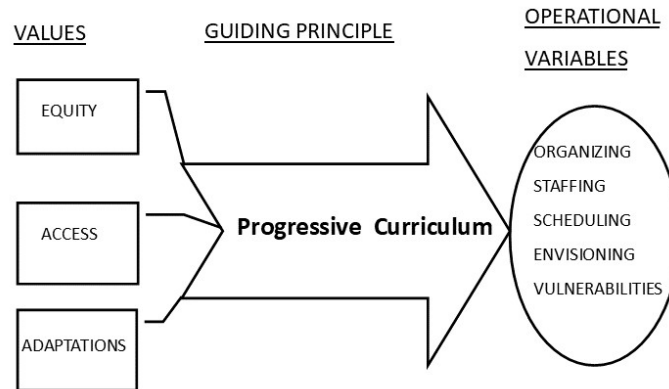 VALUES
GUIDING PRINCIPLE
OPERATIONAL
VARIABLES
EQUITY
ACCESS
ADAPTATIONS
Progressive Curriculum
ORGANIZING
STAFFING
SCHEDULING
ENVISIONING
VULNERABILITIES